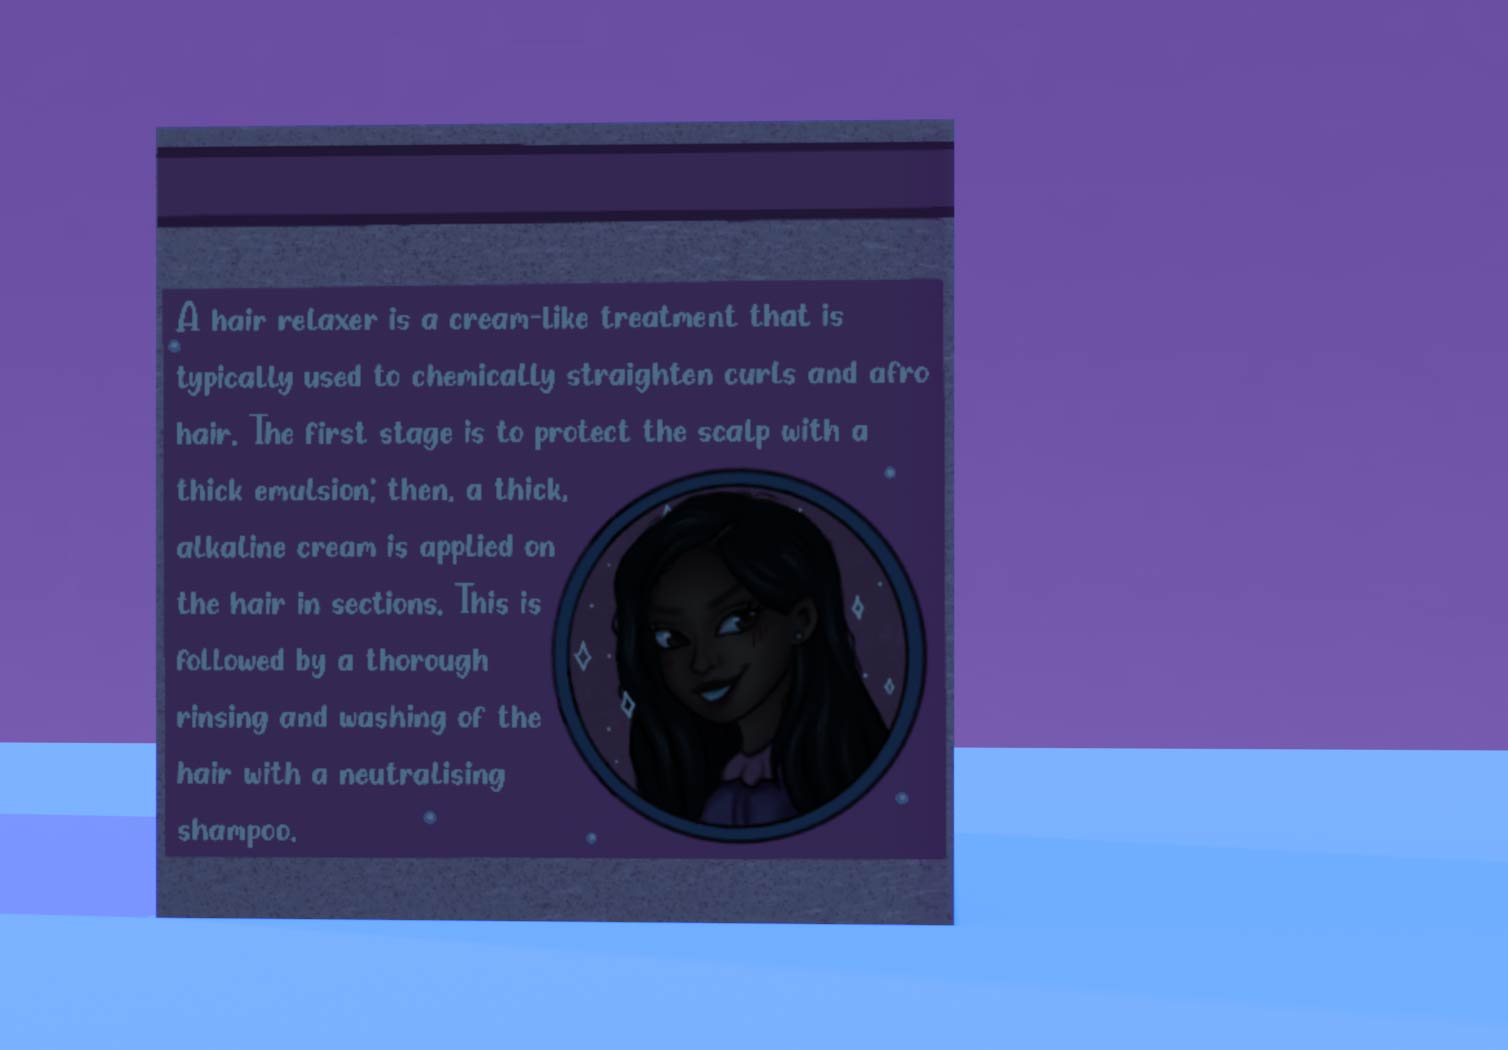 A hair relaxer is a cream-like treatment that is
typically used to chemically straighten curls and afro
hair. The first stage is to protect the scalp with a
thick emulsion; then, a thick,
alkaline cream is applied on
the hair in sections. This is
followed by a thorough
rinsing and washing of the
hair with a neutralising
shampoo.